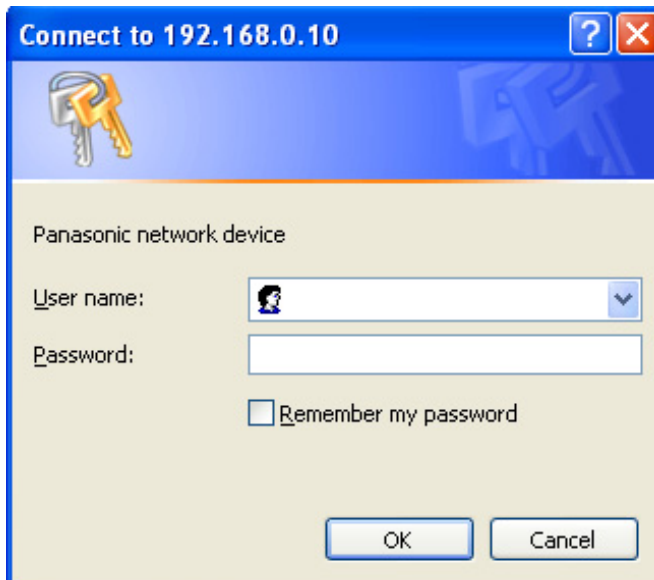 Connect to 192.168.0.10
Panasonic network device
User name:
Password:
Remember my password
OK Cancel